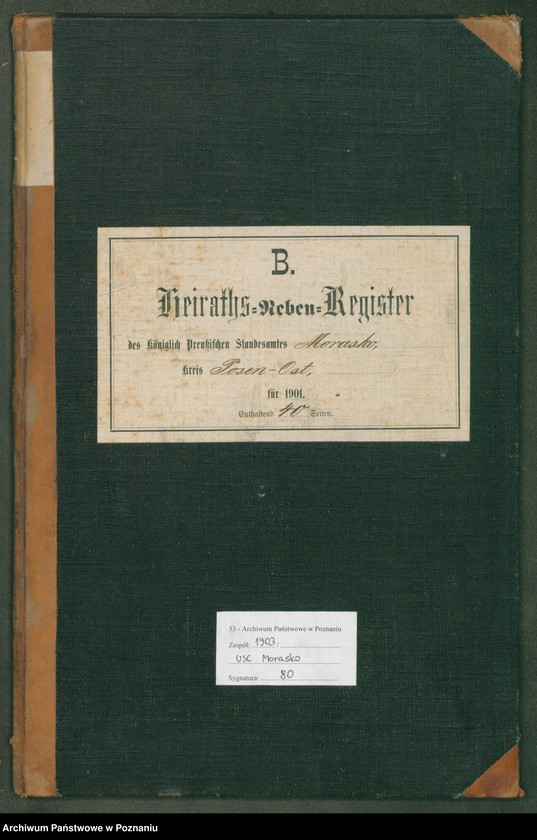 B.
Heiraths-Neben-Register
des Königlich Preußischen Standesamtes Morasko,
Kreis Posen-Ost,
für 1901.
Enthaltend 40 Seiten.
53 - Archiwum Państwowe w Poznaniu
Zespół: 1903,
USC Morasko
Sygnatura: 80
Archiwum Państwowe w Poznaniu